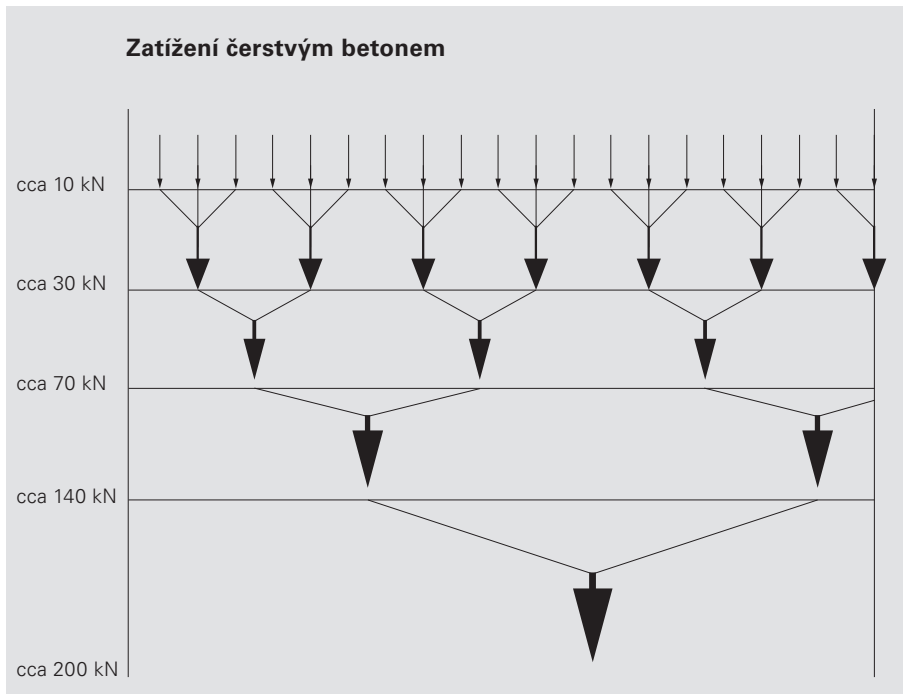 Zatížení čerstvým betonem
cca 10 kN
cca 30 kN
cca 70 kN
cca 140 kN
cca 200 kN